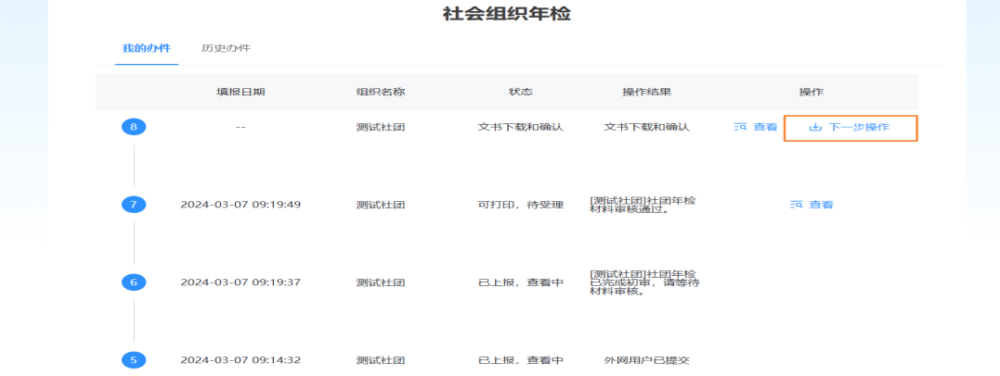 社会组织年检
我的办件 历史办件
填报日期 组织名称 状态 操作结果 操作
8 -- 测试社团 文书下载和确认 文书下载和确认 查看 下一步操作
7 2024-03-07 09:19:49 测试社团 可打印，待受理 [测试社团]社团年检
材料审核通过。 查看
6 2024-03-07 09:19:37 测试社团 已上报，查看中 [测试社团]社团年检
已完成初审，请等待
材料审核。
5 2024-03-07 09:14:32 测试社团 已上报，查看中 外网用户已提交